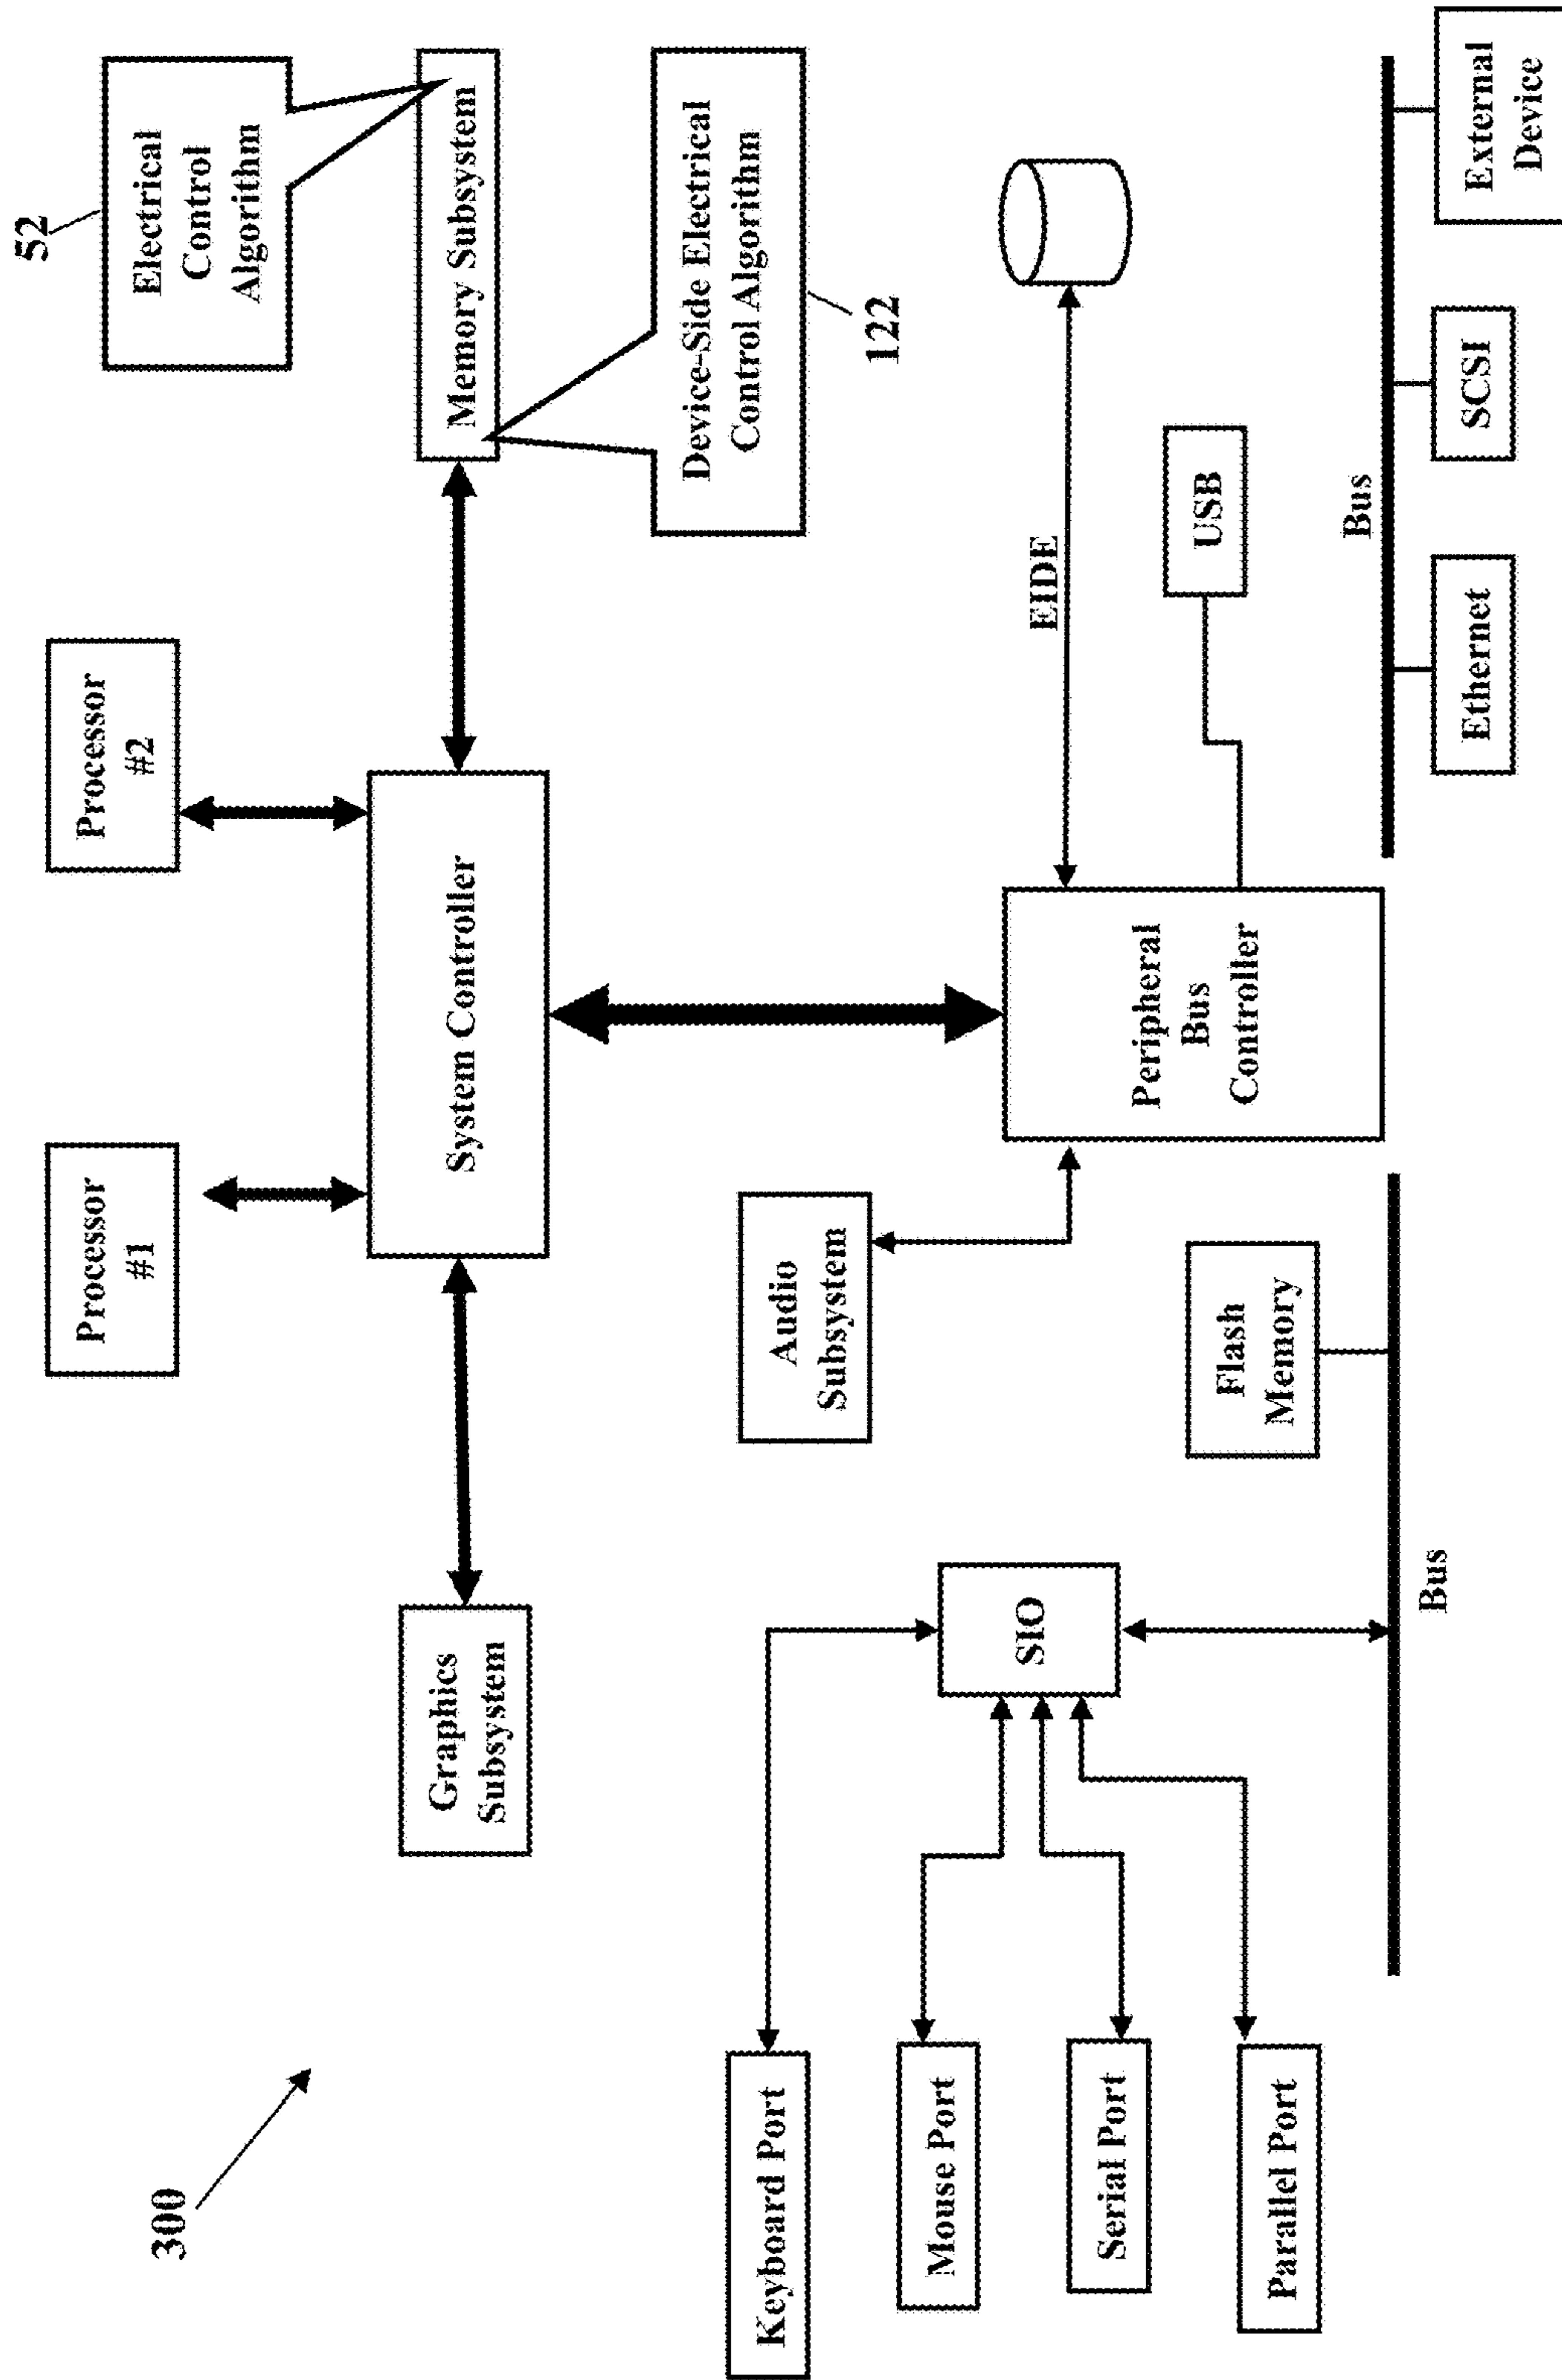 300
52
Processor
#1
Processor
#2
Electrical
Control
Algorithm
Graphics
Subsystem
System Controller
Memory Subsystem
Device-Side Electrical
Control Algorithm
122
Keyboard Port
Audio
Subsystem
Mouse Port
SIO
EIDE
Serial Port
Peripheral
Bus
Controller
USB
Parallel Port
Flash
Memory
Bus
Bus
Ethernet
SCSI
External
Device